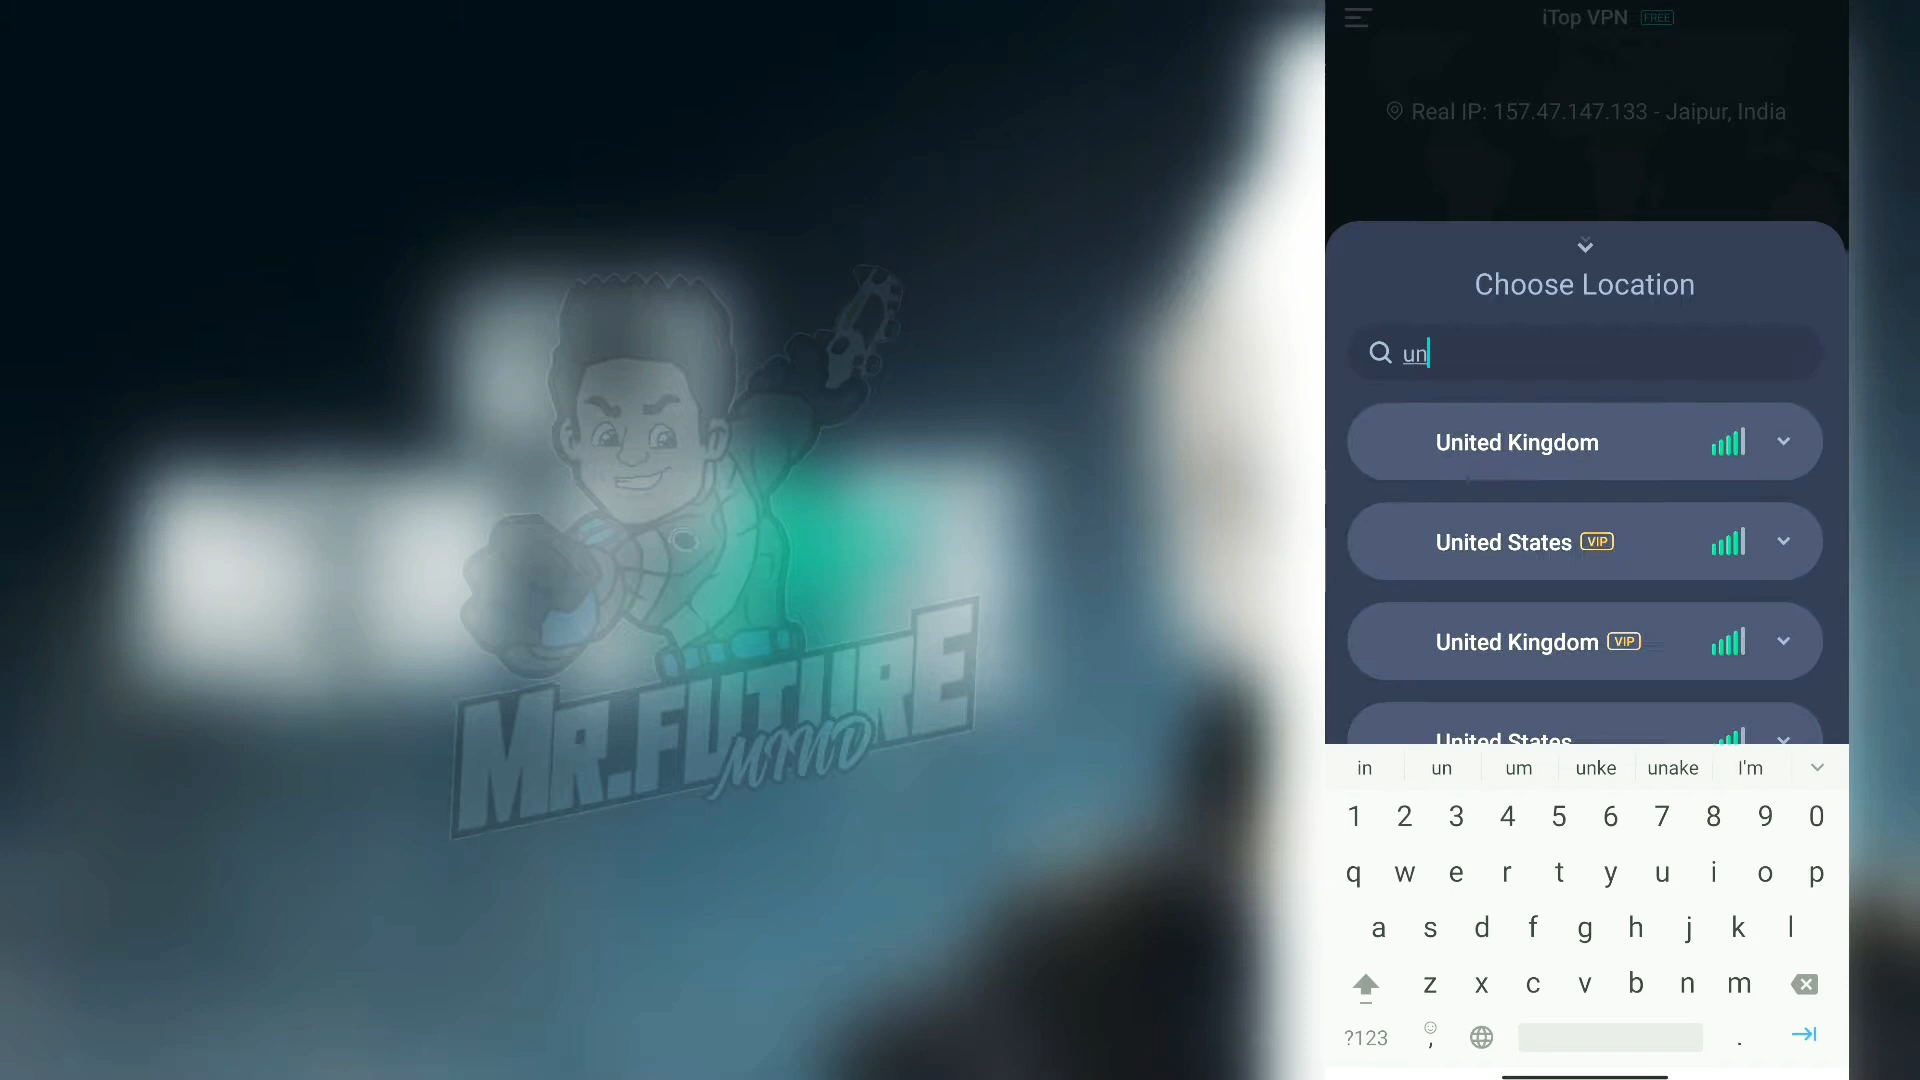 iTop VPN FREE
Real IP: 157.47.147.133 - Jaipur, India
Choose Location
un
United Kingdom
United States VIP
United Kingdom VIP
United States
in un um unke unake I'm
1 2 3 4 5 6 7 8 9 0
q w e r t y u i o p
a s d f g h j k l
z x c v b n m
?123 , .
MR.FUTURE
MIND